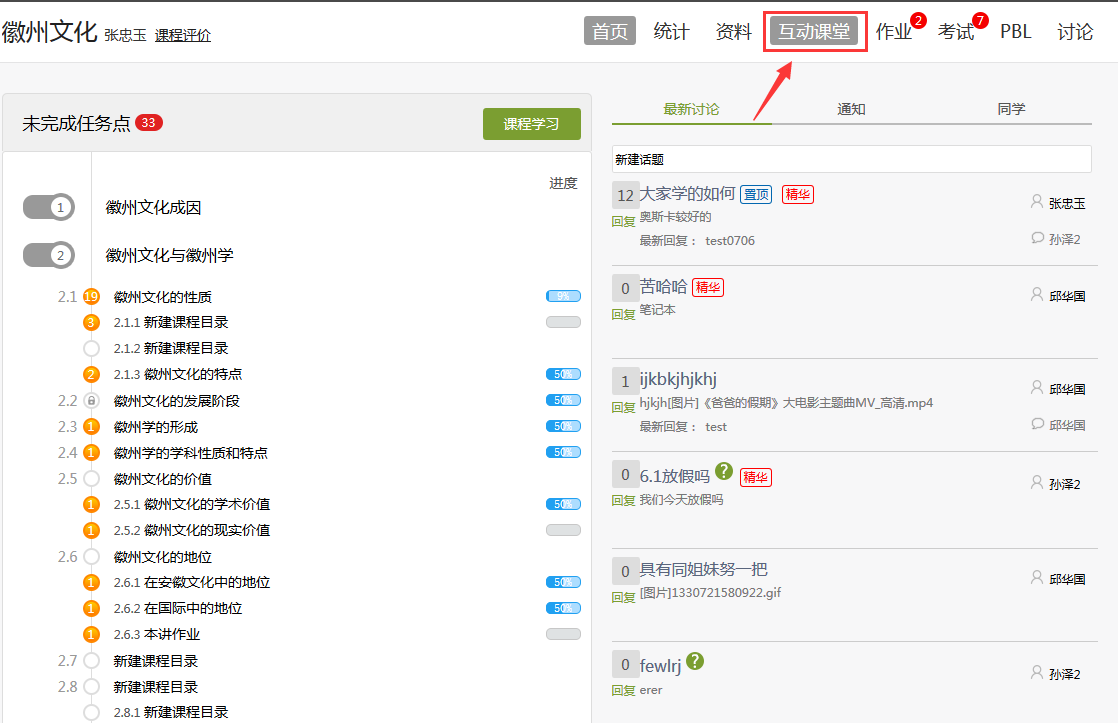 徽州文化 张忠玉 课程评价
首页 统计 资料 互动课堂 作业 2 考试 7 PBL 讨论
未完成任务点 33 课程学习
进度
1 徽州文化成因
2 徽州文化与徽州学
2.1 19 徽州文化的性质 9%
3 2.1.1 新建课程目录
2.1.2 新建课程目录
2 2.1.3 徽州文化的特点 50%
2.2 徽州文化的发展阶段 50%
2.3 1 徽州学的形成 50%
2.4 1 徽州学的学科性质和特点 50%
2.5 徽州文化的价值
1 2.5.1 徽州文化的学术价值 50%
1 2.5.2 徽州文化的现实价值
2.6 徽州文化的地位
1 2.6.1 在安徽文化中的地位 50%
1 2.6.2 在国际中的地位 50%
1 2.6.3 本讲作业
2.7 新建课程目录
2.8 新建课程目录
2.8.1 新建课程目录
最新讨论 通知 同学
新建话题
12 大家学的如何 置顶 精华 张忠玉
回复 奥斯卡较好的
最新回复： test0706 孙泽2
0 苦哈哈 精华 邱华国
回复 笔记本
1 ijkbkjhjkhj 邱华国
回复 hjkjh[图片]《爸爸的假期》大电影主题曲MV_高清.mp4
最新回复： test 邱华国
0 6.1放假吗 ? 精华 孙泽2
回复 我们今天放假吗
0 具有同姐妹努一把 邱华国
回复 [图片]1330721580922.gif
0 fewlrj ? 孙泽2
回复 erer